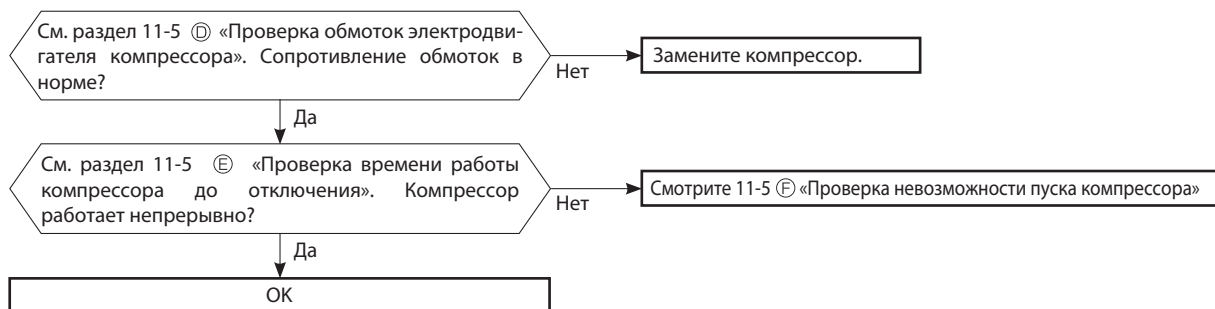 См. раздел 11-5 Ⓓ «Проверка обмоток электродви-
гателя компрессора». Сопротивление обмоток в
норме?
Нет
Замените компрессор.
Да
См. раздел 11-5 Ⓔ «Проверка времени работы
компрессора до отключения». Компрессор
работает непрерывно?
Нет
Смотрите 11-5 Ⓕ «Проверка невозможности пуска компрессора»
Да
OK